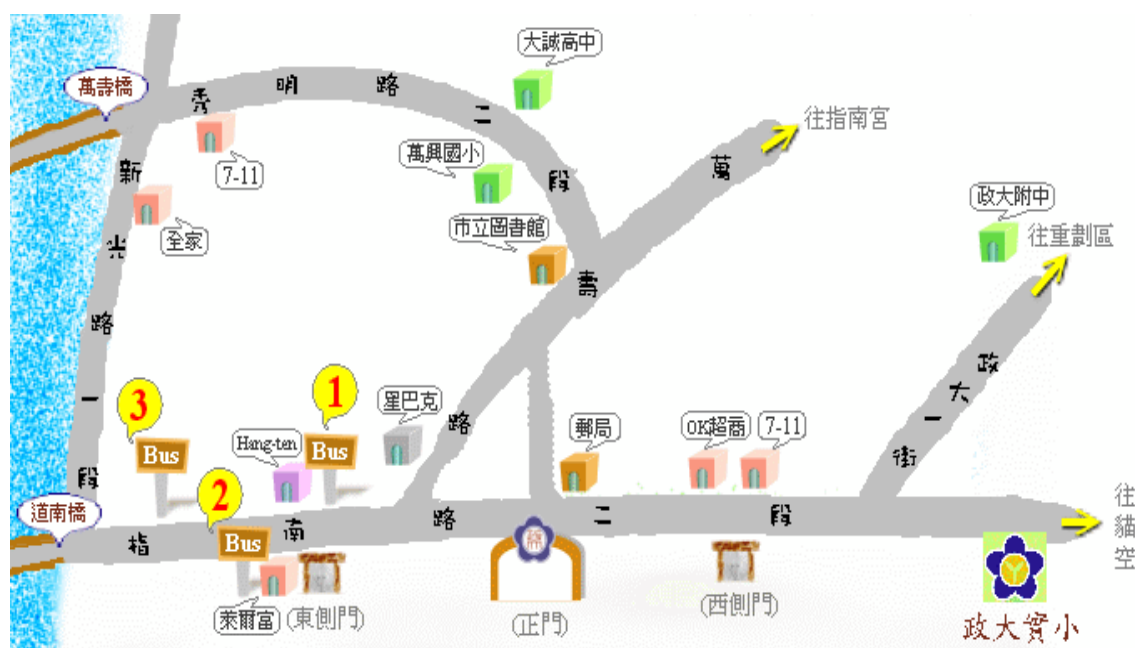 大誠高中
萬壽橋
秀明路二段
往指南宮
萬興國小
7-11
萬壽路
政大附中
新光路一段
全家
市立圖書館
往重劃區
政大一街
3
1
星巴克
Bus
Hang-ten
Bus
郵局
OK超商
7-11
2
道南橋
指南路二段
Bus
往貓空
萊爾富
(東側門)
(正門)
(西側門)
政大實小